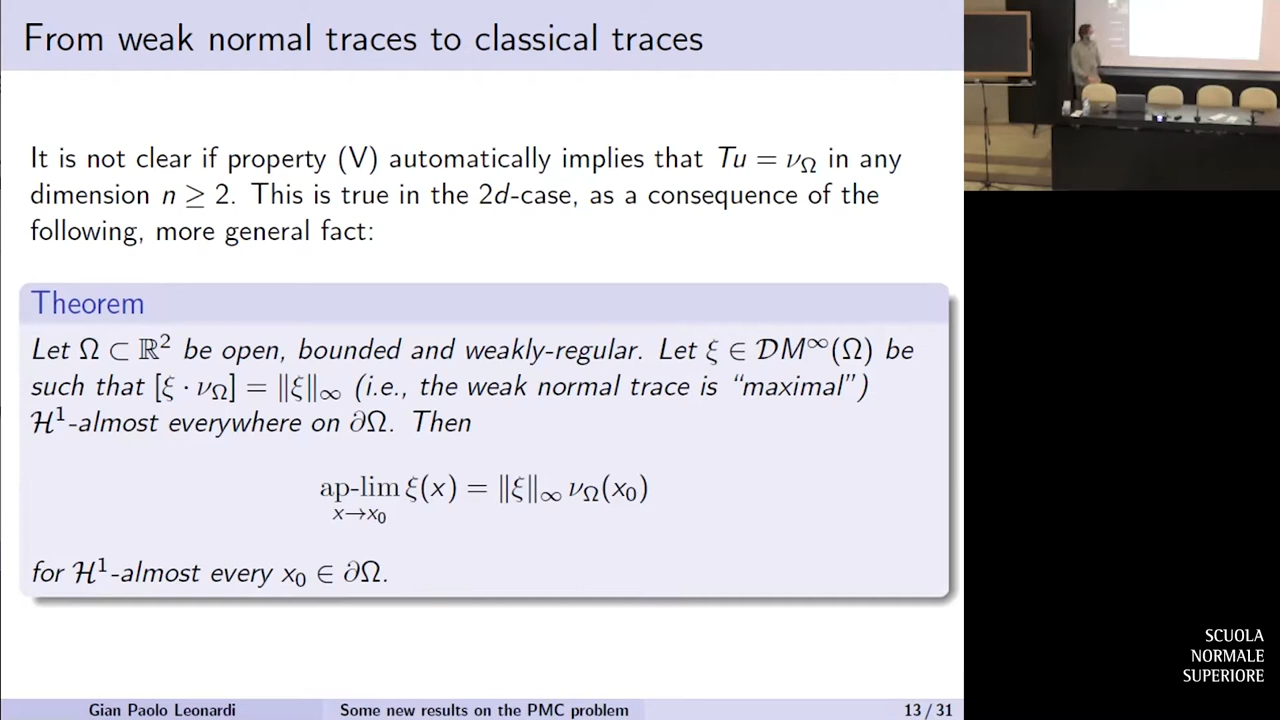 From weak normal traces to classical traces
It is not clear if property (V) automatically implies that Tu = ν_Ω in any
dimension n ≥ 2. This is true in the 2d-case, as a consequence of the
following, more general fact:
Theorem
Let Ω ⊂ ℝ² be open, bounded and weakly-regular. Let ξ ∈ 𝒟ℳ^∞(Ω) be
such that [ξ · ν_Ω] = ‖ξ‖_∞ (i.e., the weak normal trace is “maximal”)
ℋ¹-almost everywhere on ∂Ω. Then
ap-lim ξ(x) = ‖ξ‖_∞ ν_Ω(x₀)
x→x₀
for ℋ¹-almost every x₀ ∈ ∂Ω.
SCUOLA
NORMALE
SUPERIORE
Gian Paolo Leonardi Some new results on the PMC problem 13 / 31